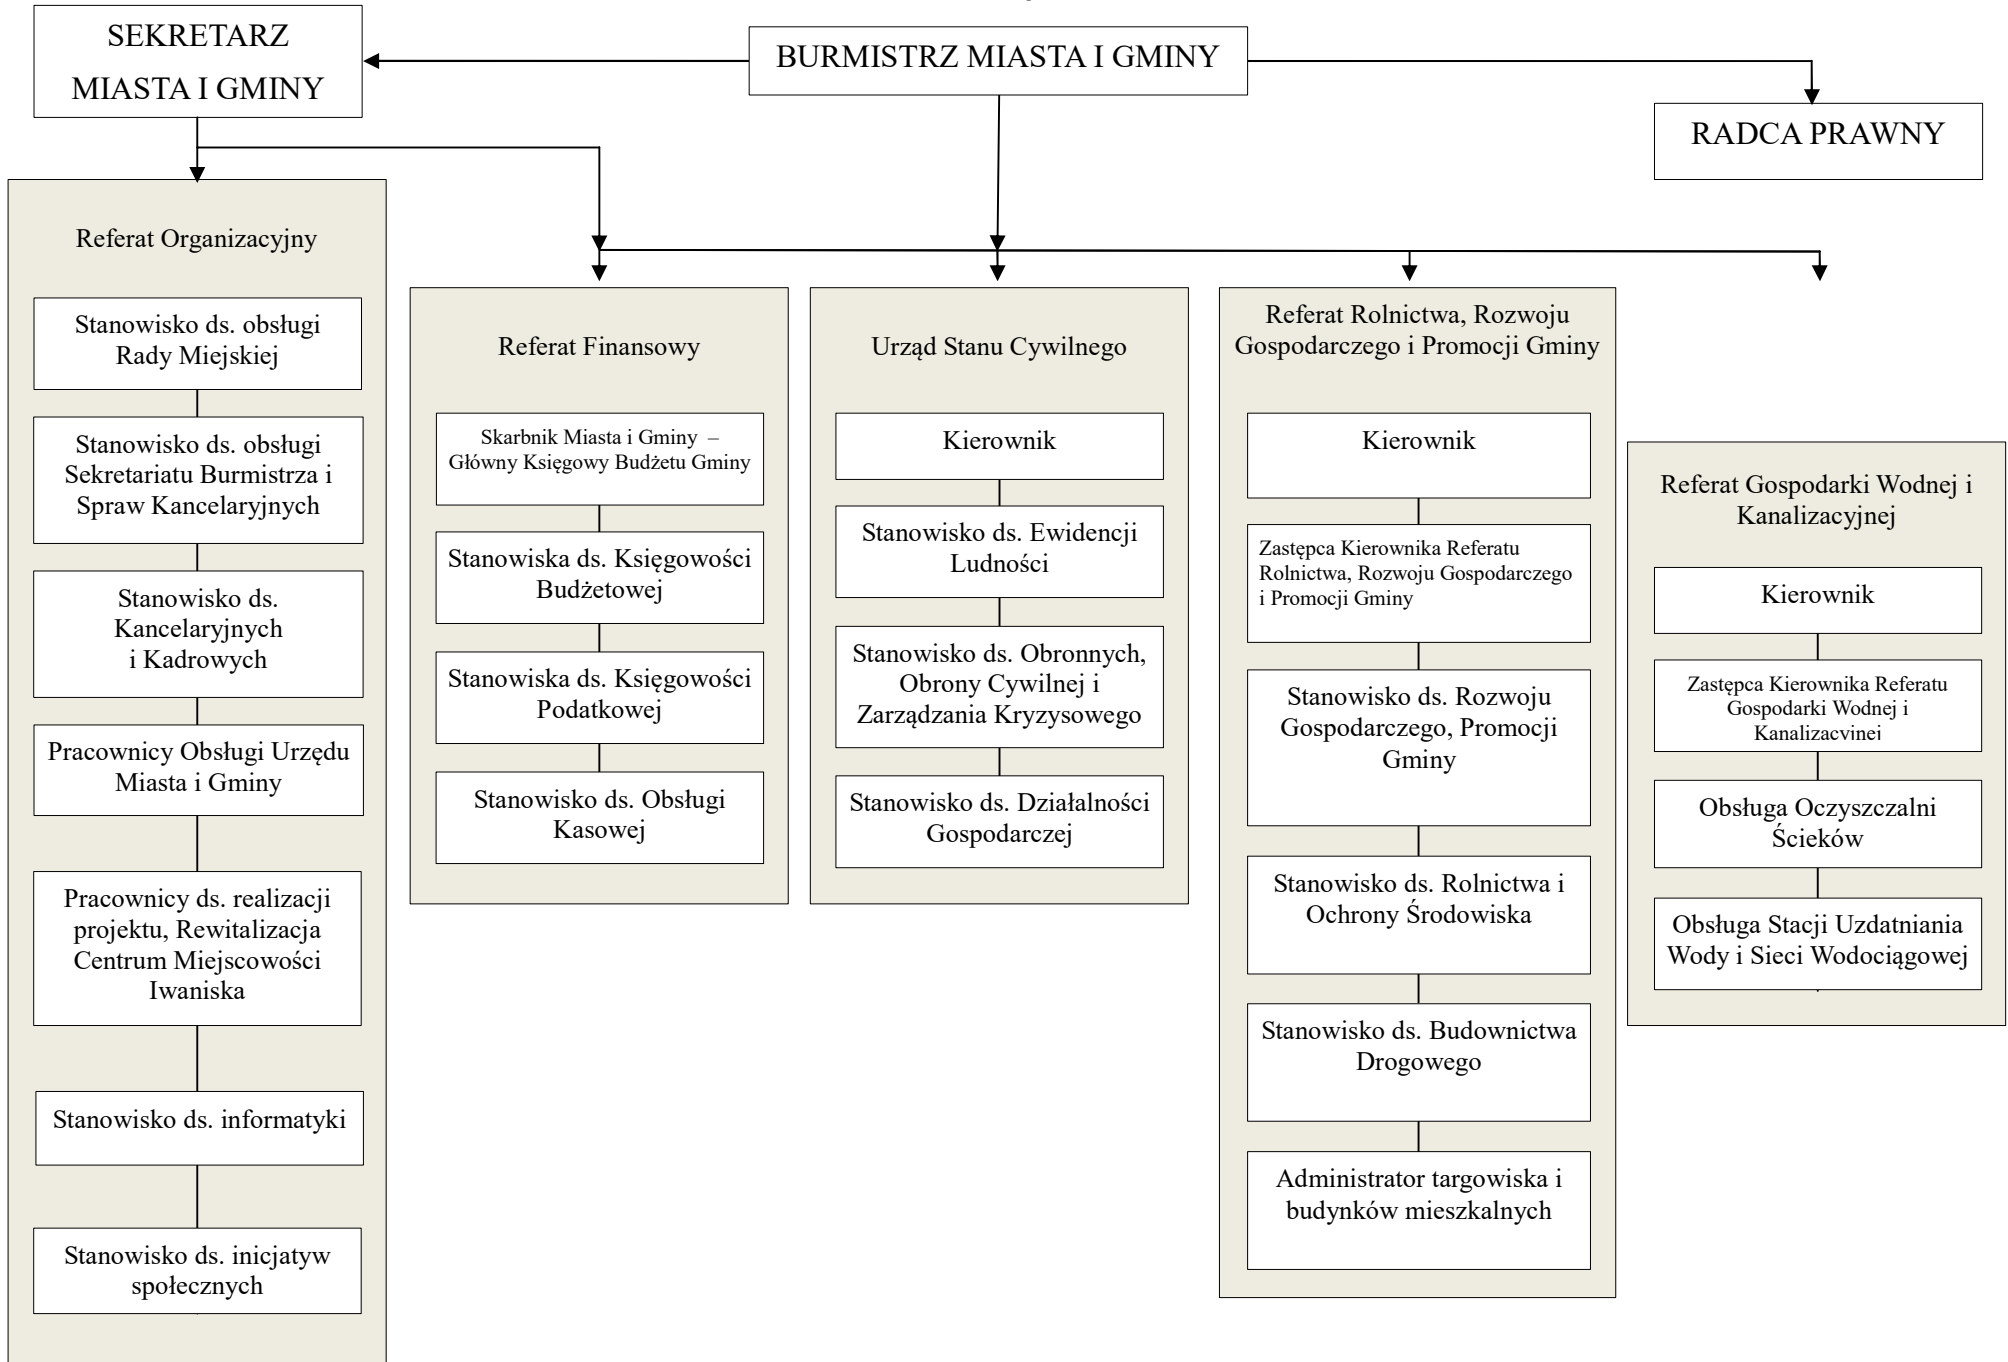 SEKRETARZ
MIASTA I GMINY
BURMISTRZ MIASTA I GMINY
RADCA PRAWNY
Referat Organizacyjny
Stanowisko ds. obsługi
Rady Miejskiej
Stanowisko ds. obsługi
Sekretariatu Burmistrza i
Spraw Kancelaryjnych
Stanowisko ds.
Kancelaryjnych
i Kadrowych
Pracownicy Obsługi Urzędu
Miasta i Gminy
Pracownicy ds. realizacji
projektu, Rewitalizacja
Centrum Miejscowości
Iwaniska
Stanowisko ds. informatyki
Stanowisko ds. inicjatyw
społecznych
Referat Finansowy
Skarbnik Miasta i Gminy –
Główny Księgowy Budżetu Gminy
Stanowiska ds. Księgowości
Budżetowej
Stanowiska ds. Księgowości
Podatkowej
Stanowisko ds. Obsługi
Kasowej
Urząd Stanu Cywilnego
Kierownik
Stanowisko ds. Ewidencji
Ludności
Stanowisko ds. Obronnych,
Obrony Cywilnej i
Zarządzania Kryzysowego
Stanowisko ds. Działalności
Gospodarczej
Referat Rolnictwa, Rozwoju
Gospodarczego i Promocji Gminy
Kierownik
Zastępca Kierownika Referatu
Rolnictwa, Rozwoju Gospodarczego
i Promocji Gminy
Stanowisko ds. Rozwoju
Gospodarczego, Promocji
Gminy
Stanowisko ds. Rolnictwa i
Ochrony Środowiska
Stanowisko ds. Budownictwa
Drogowego
Administrator targowiska i
budynków mieszkalnych
Referat Gospodarki Wodnej i
Kanalizacyjnej
Kierownik
Zastępca Kierownika Referatu
Gospodarki Wodnej i
Kanalizacyjnej
Obsługa Oczyszczalni
Ścieków
Obsługa Stacji Uzdatniania
Wody i Sieci Wodociągowej